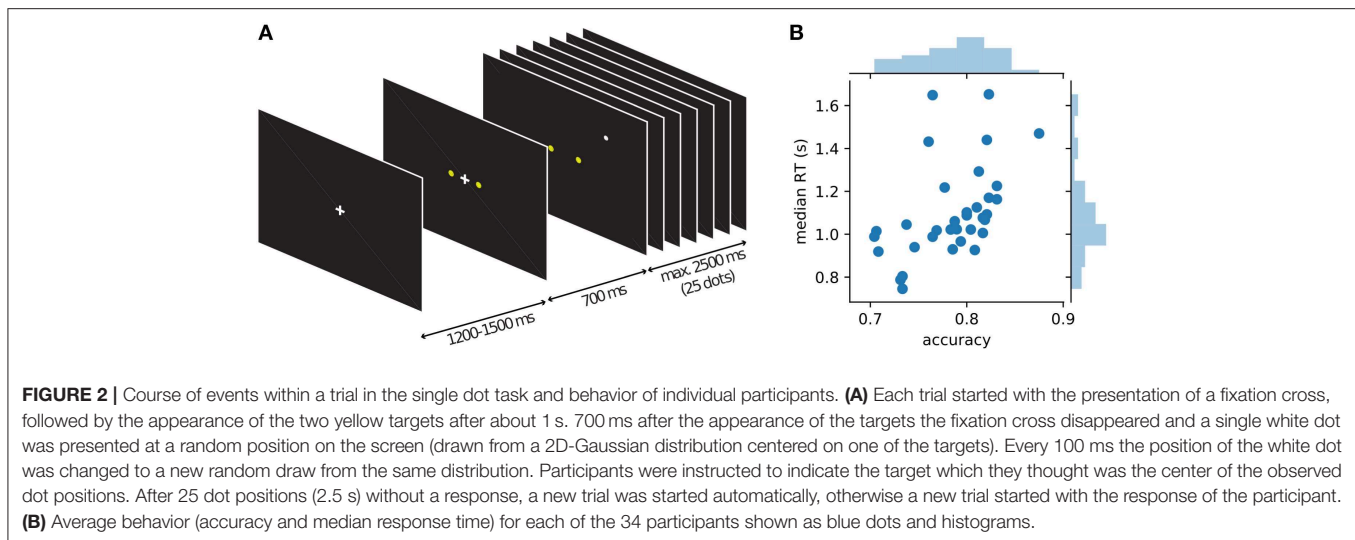 A
B
1200-1500 ms
700 ms
max. 2500 ms
(25 dots)
1.6
1.4
1.2
1.0
0.8
median RT (s)
0.7 0.8 0.9
accuracy
FIGURE 2 | Course of events within a trial in the single dot task and behavior of individual participants. (A) Each trial started with the presentation of a fixation cross,
followed by the appearance of the two yellow targets after about 1 s. 700 ms after the appearance of the targets the fixation cross disappeared and a single white dot
was presented at a random position on the screen (drawn from a 2D-Gaussian distribution centered on one of the targets). Every 100 ms the position of the white dot
was changed to a new random draw from the same distribution. Participants were instructed to indicate the target which they thought was the center of the observed
dot positions. After 25 dot positions (2.5 s) without a response, a new trial was started automatically, otherwise a new trial started with the response of the participant.
(B) Average behavior (accuracy and median response time) for each of the 34 participants shown as blue dots and histograms.